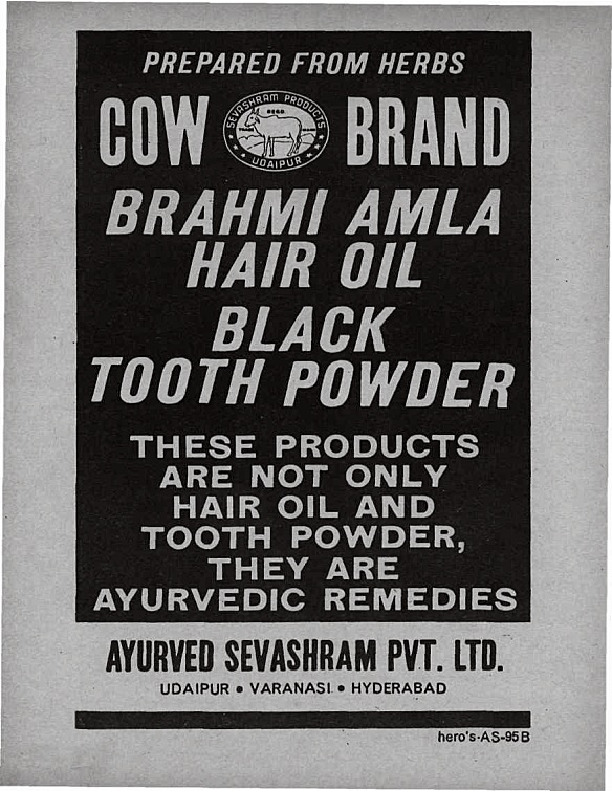 PREPARED FROM HERBS
COW BRAND
SEVASHRAM PRODUCTS
UDAIPUR
BRAHMI AMLA
HAIR OIL
BLACK
TOOTH POWDER
THESE PRODUCTS
ARE NOT ONLY
HAIR OIL AND
TOOTH POWDER,
THEY ARE
AYURVEDIC REMEDIES
AYURVED SEVASHRAM PVT. LTD.
UDAIPUR • VARANASI • HYDERABAD
hero's-AS-95B